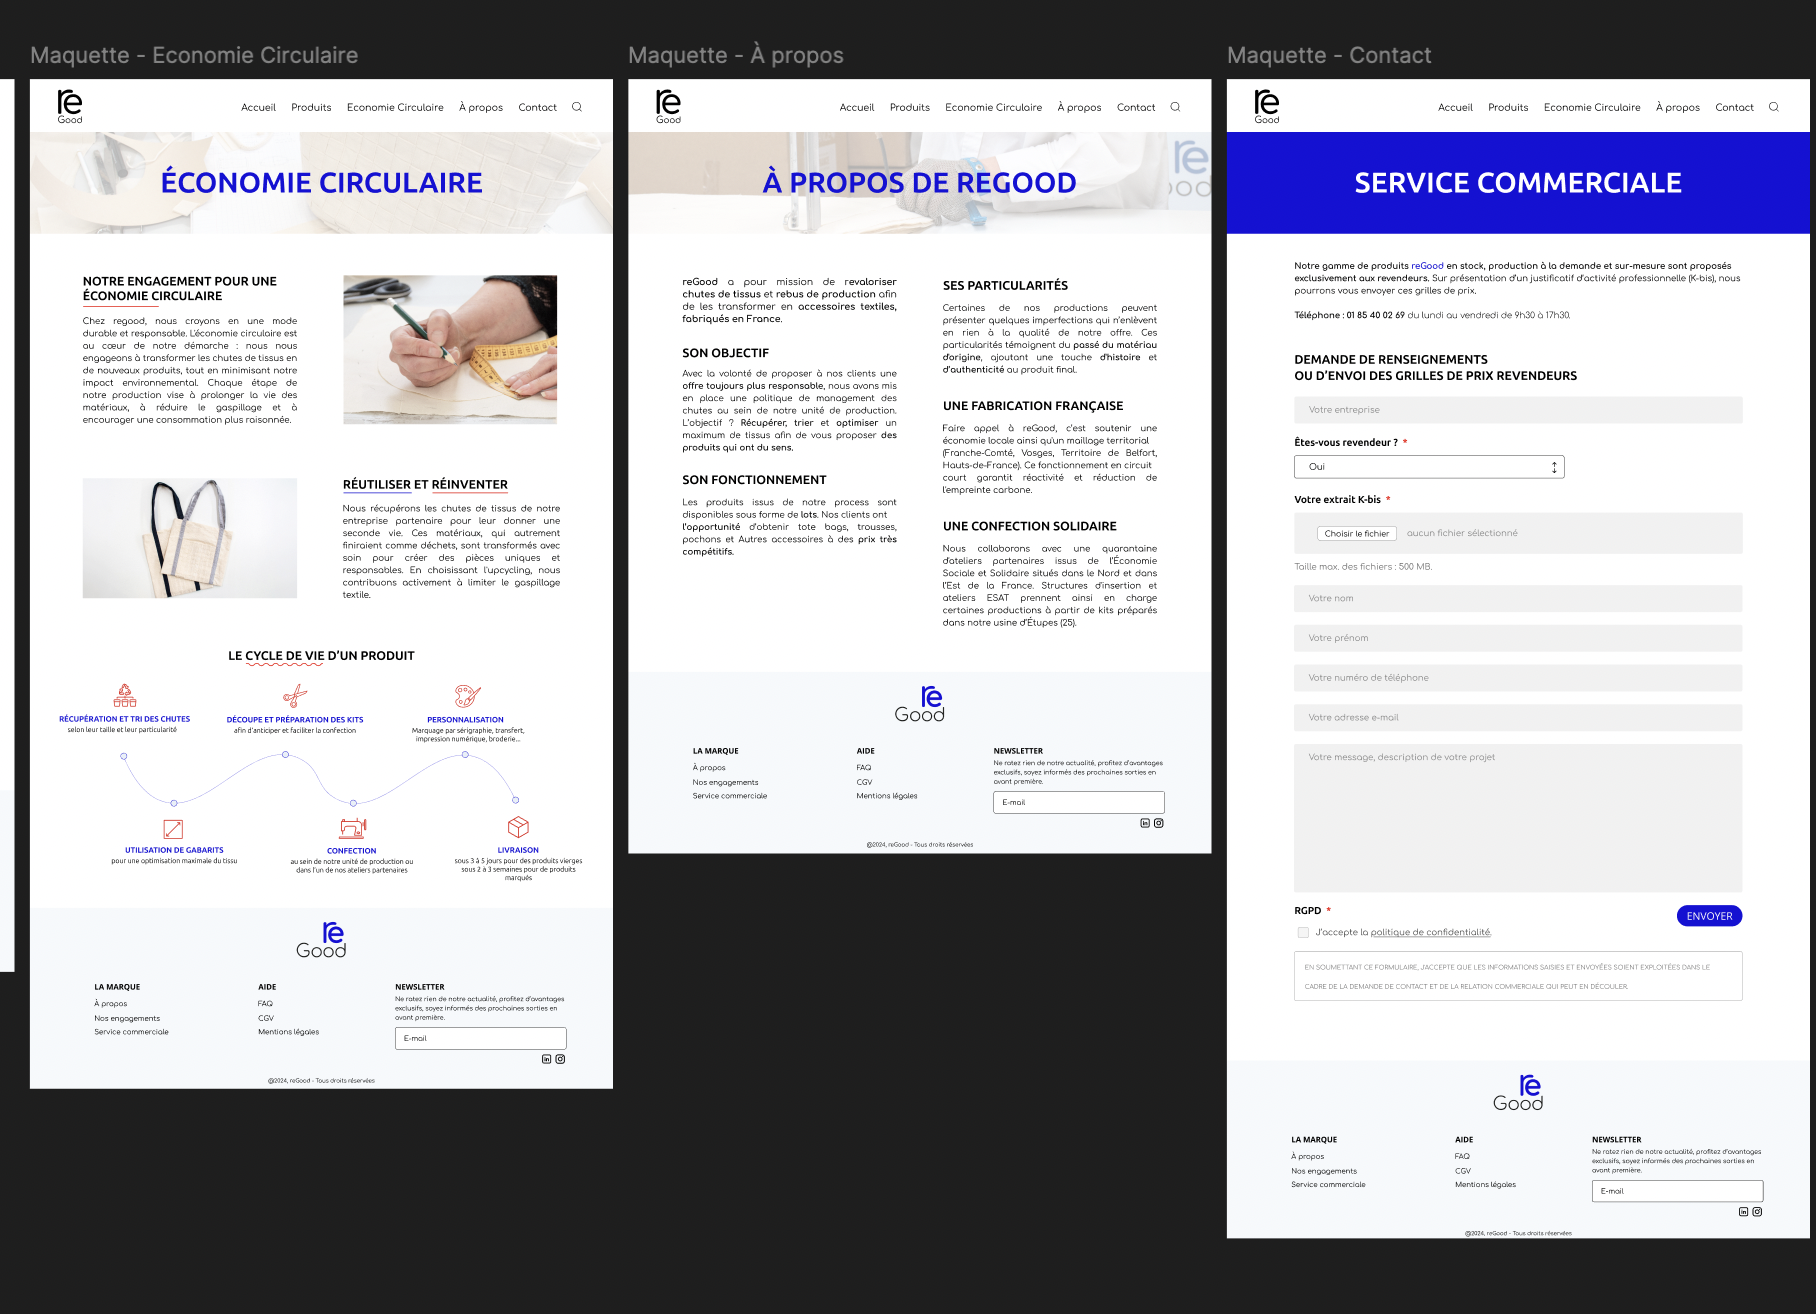 Maquette - Economie Circulaire
re
Good
Accueil Produits Economie Circulaire À propos Contact
ÉCONOMIE CIRCULAIRE
NOTRE ENGAGEMENT POUR UNE
ÉCONOMIE CIRCULAIRE
Chez regood, nous croyons en une mode
durable et responsable. L'économie circulaire est
au cœur de notre démarche : nous nous
engageons à transformer les chutes de tissus en
de nouveaux produits, tout en minimisant notre
impact environnemental. Chaque étape de
notre production vise à prolonger la vie des
matériaux, à réduire le gaspillage et à
encourager une consommation plus raisonnée.
RÉUTILISER ET RÉINVENTER
Nous récupérons les chutes de tissus de notre
entreprise partenaire pour leur donner une
seconde vie. Ces matériaux, qui autrement
finiraient comme déchets, sont transformés avec
soin pour créer des pièces uniques et
responsables. En choisissant l'upcycling, nous
contribuons activement à limiter le gaspillage
textile.
LE CYCLE DE VIE D'UN PRODUIT
RÉCUPÉRATION ET TRI DES CHUTES
selon leur taille et leur particularité
DÉCOUPE ET PRÉPARATION DES KITS
afin d'anticiper et faciliter la confection
PERSONNALISATION
Marquage par sérigraphie, transfert,
impression numérique, broderie...
UTILISATION DE GABARITS
pour une optimisation maximale du tissu
CONFECTION
au sein de notre unité de production ou
dans l'un de nos ateliers partenaires
LIVRAISON
sous 3 à 5 jours pour des produits vierges
sous 2 à 3 semaines pour de produits
marqués
re
Good
LA MARQUE
À propos
Nos engagements
Service commerciale
AIDE
FAQ
CGV
Mentions légales
NEWSLETTER
Ne ratez rien de notre actualité, profitez d'avantages
exclusifs, soyez informés des prochaines sorties en
avant première.
E-mail
@2024, reGood - Tous droits réservées
Maquette - À propos
re
Good
Accueil Produits Economie Circulaire À propos Contact
À PROPOS DE REGOOD
re
ood
reGood a pour mission de revaloriser
chutes de tissus et rebus de production afin
de les transformer en accessoires textiles,
fabriqués en France.
SON OBJECTIF
Avec la volonté de proposer à nos clients une
offre toujours plus responsable, nous avons mis
en place une politique de management des
chutes au sein de notre unité de production.
L'objectif ? Récupérer, trier et optimiser un
maximum de tissus afin de vous proposer des
produits qui ont du sens.
SON FONCTIONNEMENT
Les produits issus de notre process sont
disponibles sous forme de lots. Nos clients ont
l'opportunité d'obtenir tote bags, trousses,
pochons et Autres accessoires à des prix très
compétitifs.
SES PARTICULARITÉS
Certaines de nos productions peuvent
présenter quelques imperfections qui n'enlèvent
en rien à la qualité de notre offre. Ces
particularités témoignent du passé du matériau
d'origine, ajoutant une touche d'histoire et
d'authenticité au produit final.
UNE FABRICATION FRANÇAISE
Faire appel à reGood, c'est soutenir une
économie locale ainsi qu'un maillage territorial
(Franche-Comté, Vosges, Territoire de Belfort,
Hauts-de-France). Ce fonctionnement en circuit
court garantit réactivité et réduction de
l'empreinte carbone.
UNE CONFECTION SOLIDAIRE
Nous collaborons avec une quarantaine
d'ateliers partenaires issus de l'Économie
Sociale et Solidaire situés dans le Nord et dans
l'Est de la France. Structures d'insertion et
ateliers ESAT prennent ainsi en charge
certaines productions à partir de kits préparés
dans notre usine d'Étupes (25).
re
Good
LA MARQUE
À propos
Nos engagements
Service commerciale
AIDE
FAQ
CGV
Mentions légales
NEWSLETTER
Ne ratez rien de notre actualité, profitez d'avantages
exclusifs, soyez informés des prochaines sorties en
avant première.
E-mail
@2024, reGood - Tous droits réservées
Maquette - Contact
re
Good
Accueil Produits Economie Circulaire À propos Contact
SERVICE COMMERCIALE
Notre gamme de produits reGood en stock, production à la demande et sur-mesure sont proposés
exclusivement aux revendeurs. Sur présentation d'un justificatif d'activité professionnelle (K-bis), nous
pourrons vous envoyer ces grilles de prix.
Téléphone : 01 85 40 02 69 du lundi au vendredi de 9h30 à 17h30.
DEMANDE DE RENSEIGNEMENTS
OU D'ENVOI DES GRILLES DE PRIX REVENDEURS
Votre entreprise
Êtes-vous revendeur ? *
Oui
Votre extrait K-bis *
Choisir le fichier aucun fichier sélectionné
Taille max. des fichiers : 500 MB.
Votre nom
Votre prénom
Votre numéro de téléphone
Votre adresse e-mail
Votre message, description de votre projet
RGPD *
J'accepte la politique de confidentialité.
ENVOYER
EN SOUMETTANT CE FORMULAIRE, J'ACCEPTE QUE LES INFORMATIONS SAISIES ET ENVOYÉES SOIENT EXPLOITÉES DANS LE
CADRE DE LA DEMANDE DE CONTACT ET DE LA RELATION COMMERCIALE QUI PEUT EN DÉCOULER.
re
Good
LA MARQUE
À propos
Nos engagements
Service commerciale
AIDE
FAQ
CGV
Mentions légales
NEWSLETTER
Ne ratez rien de notre actualité, profitez d'avantages
exclusifs, soyez informés des prochaines sorties en
avant première.
E-mail
@2024, reGood - Tous droits réservées